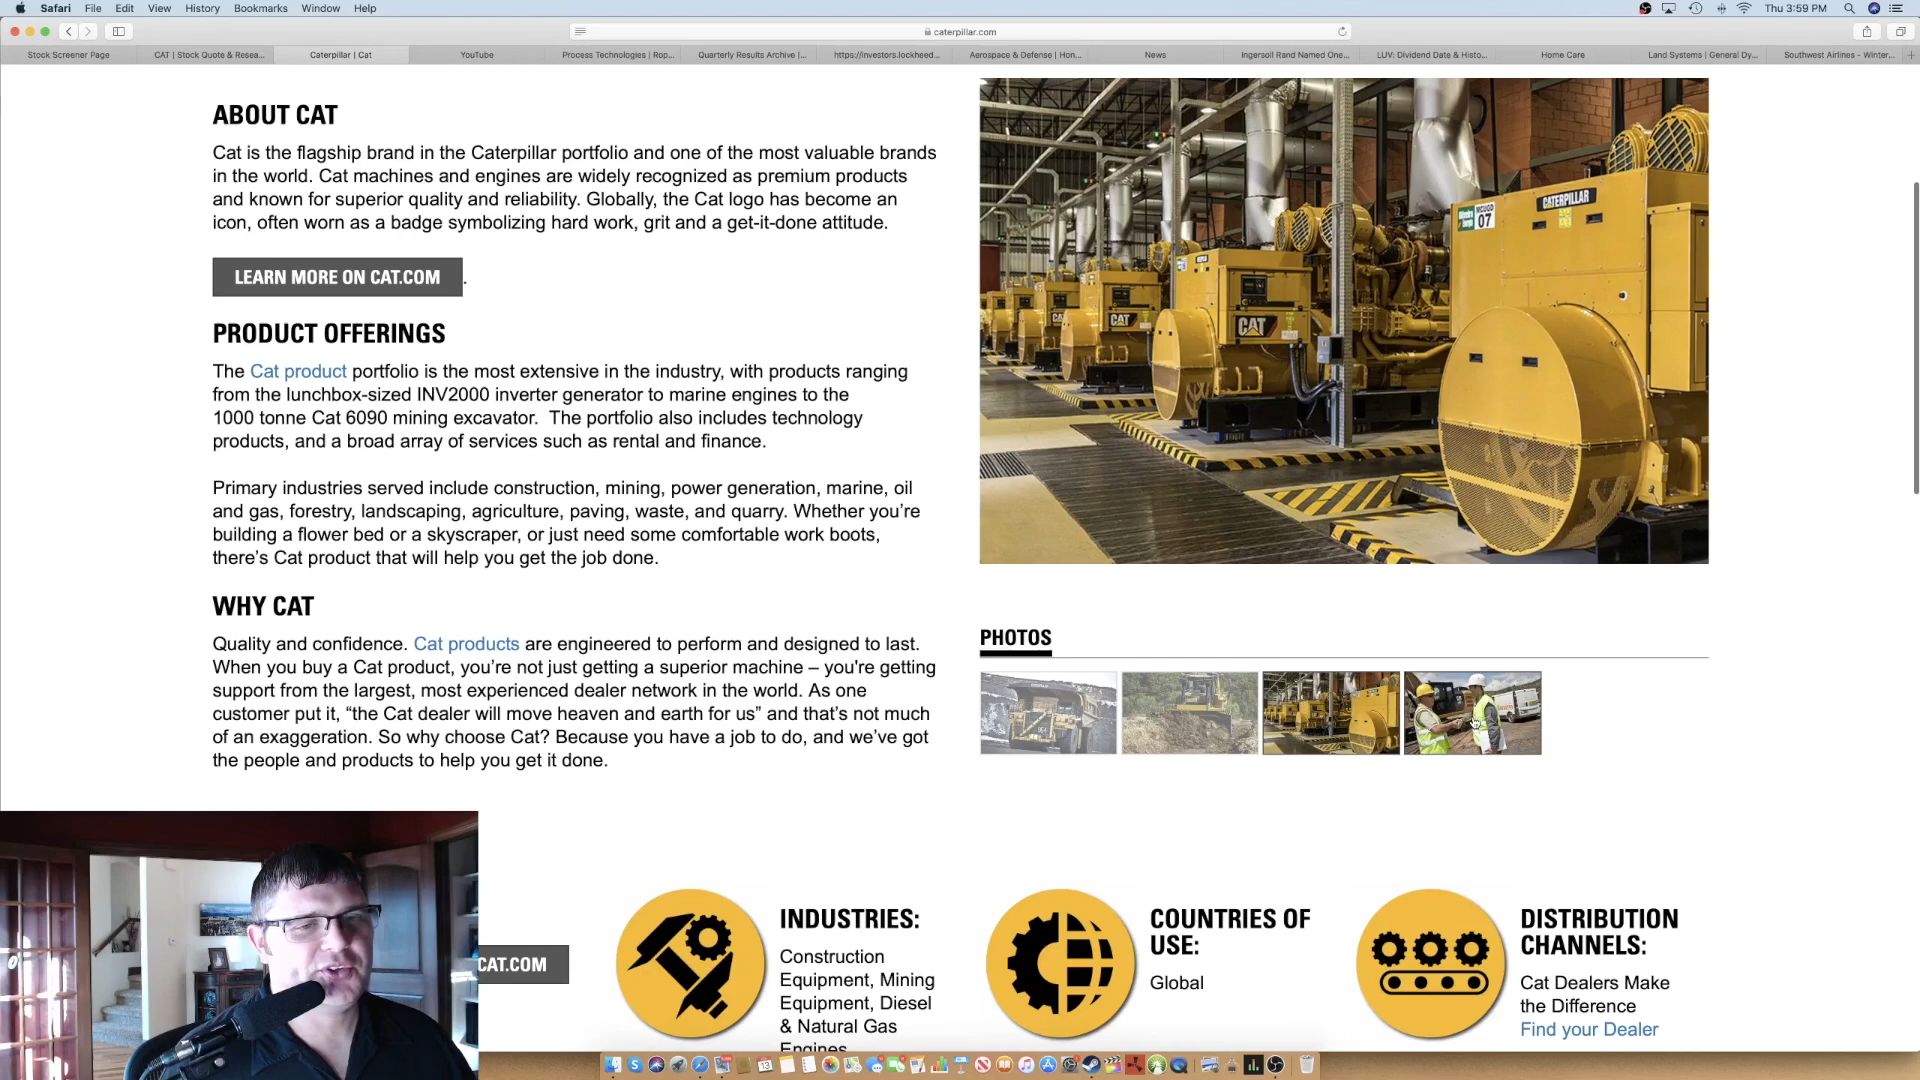 Safari File Edit View History Bookmarks Window Help Thu 3:59 PM
caterpillar.com
Stock Screener Page CAT | Stock Quote & Resea... Caterpillar | Cat YouTube Process Technologies | Rop... Quarterly Results Archive |... https://investors.lockheed... Aerospace & Defense | Hon... News Ingersoll Rand Named One... LUV: Dividend Date & Histo... Home Care Land Systems | General Dy... Southwest Airlines - Winter...
ABOUT CAT
Cat is the flagship brand in the Caterpillar portfolio and one of the most valuable brands
in the world. Cat machines and engines are widely recognized as premium products
and known for superior quality and reliability. Globally, the Cat logo has become an
icon, often worn as a badge symbolizing hard work, grit and a get-it-done attitude.
LEARN MORE ON CAT.COM.
PRODUCT OFFERINGS
The Cat product portfolio is the most extensive in the industry, with products ranging
from the lunchbox-sized INV2000 inverter generator to marine engines to the
1000 tonne Cat 6090 mining excavator. The portfolio also includes technology
products, and a broad array of services such as rental and finance.
Primary industries served include construction, mining, power generation, marine, oil
and gas, forestry, landscaping, agriculture, paving, waste, and quarry. Whether you’re
building a flower bed or a skyscraper, or just need some comfortable work boots,
there’s Cat product that will help you get the job done.
WHY CAT
Quality and confidence. Cat products are engineered to perform and designed to last.
When you buy a Cat product, you’re not just getting a superior machine – you're getting
support from the largest, most experienced dealer network in the world. As one
customer put it, “the Cat dealer will move heaven and earth for us” and that’s not much
of an exaggeration. So why choose Cat? Because you have a job to do, and we’ve got
the people and products to help you get it done.
CATERPILLAR
MCUGD
07
CAT
CAT
CAT
PHOTOS
CAT.COM
INDUSTRIES:
Construction
Equipment, Mining
Equipment, Diesel
& Natural Gas
Engines
COUNTRIES OF
USE:
Global
DISTRIBUTION
CHANNELS:
Cat Dealers Make
the Difference
Find your Dealer
13